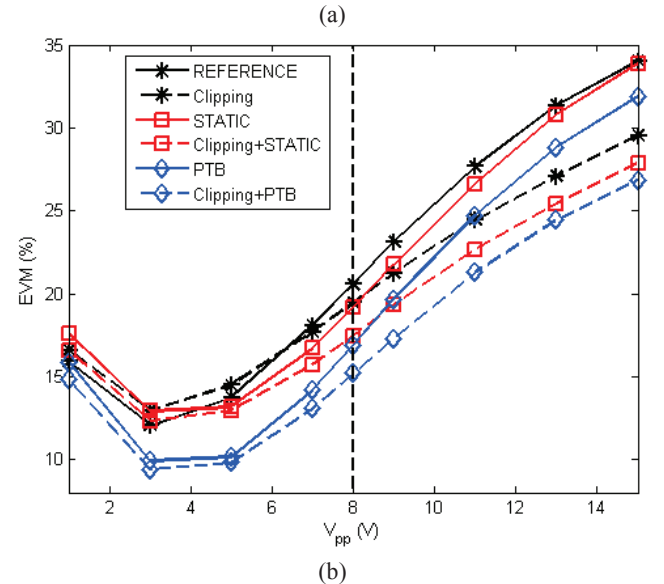 (a)
REFERENCE
Clipping
STATIC
Clipping+STATIC
PTB
Clipping+PTB
35
30
25
20
15
10
EVM (%)
2 4 6 8 10 12 14
Vpp (V)
(b)